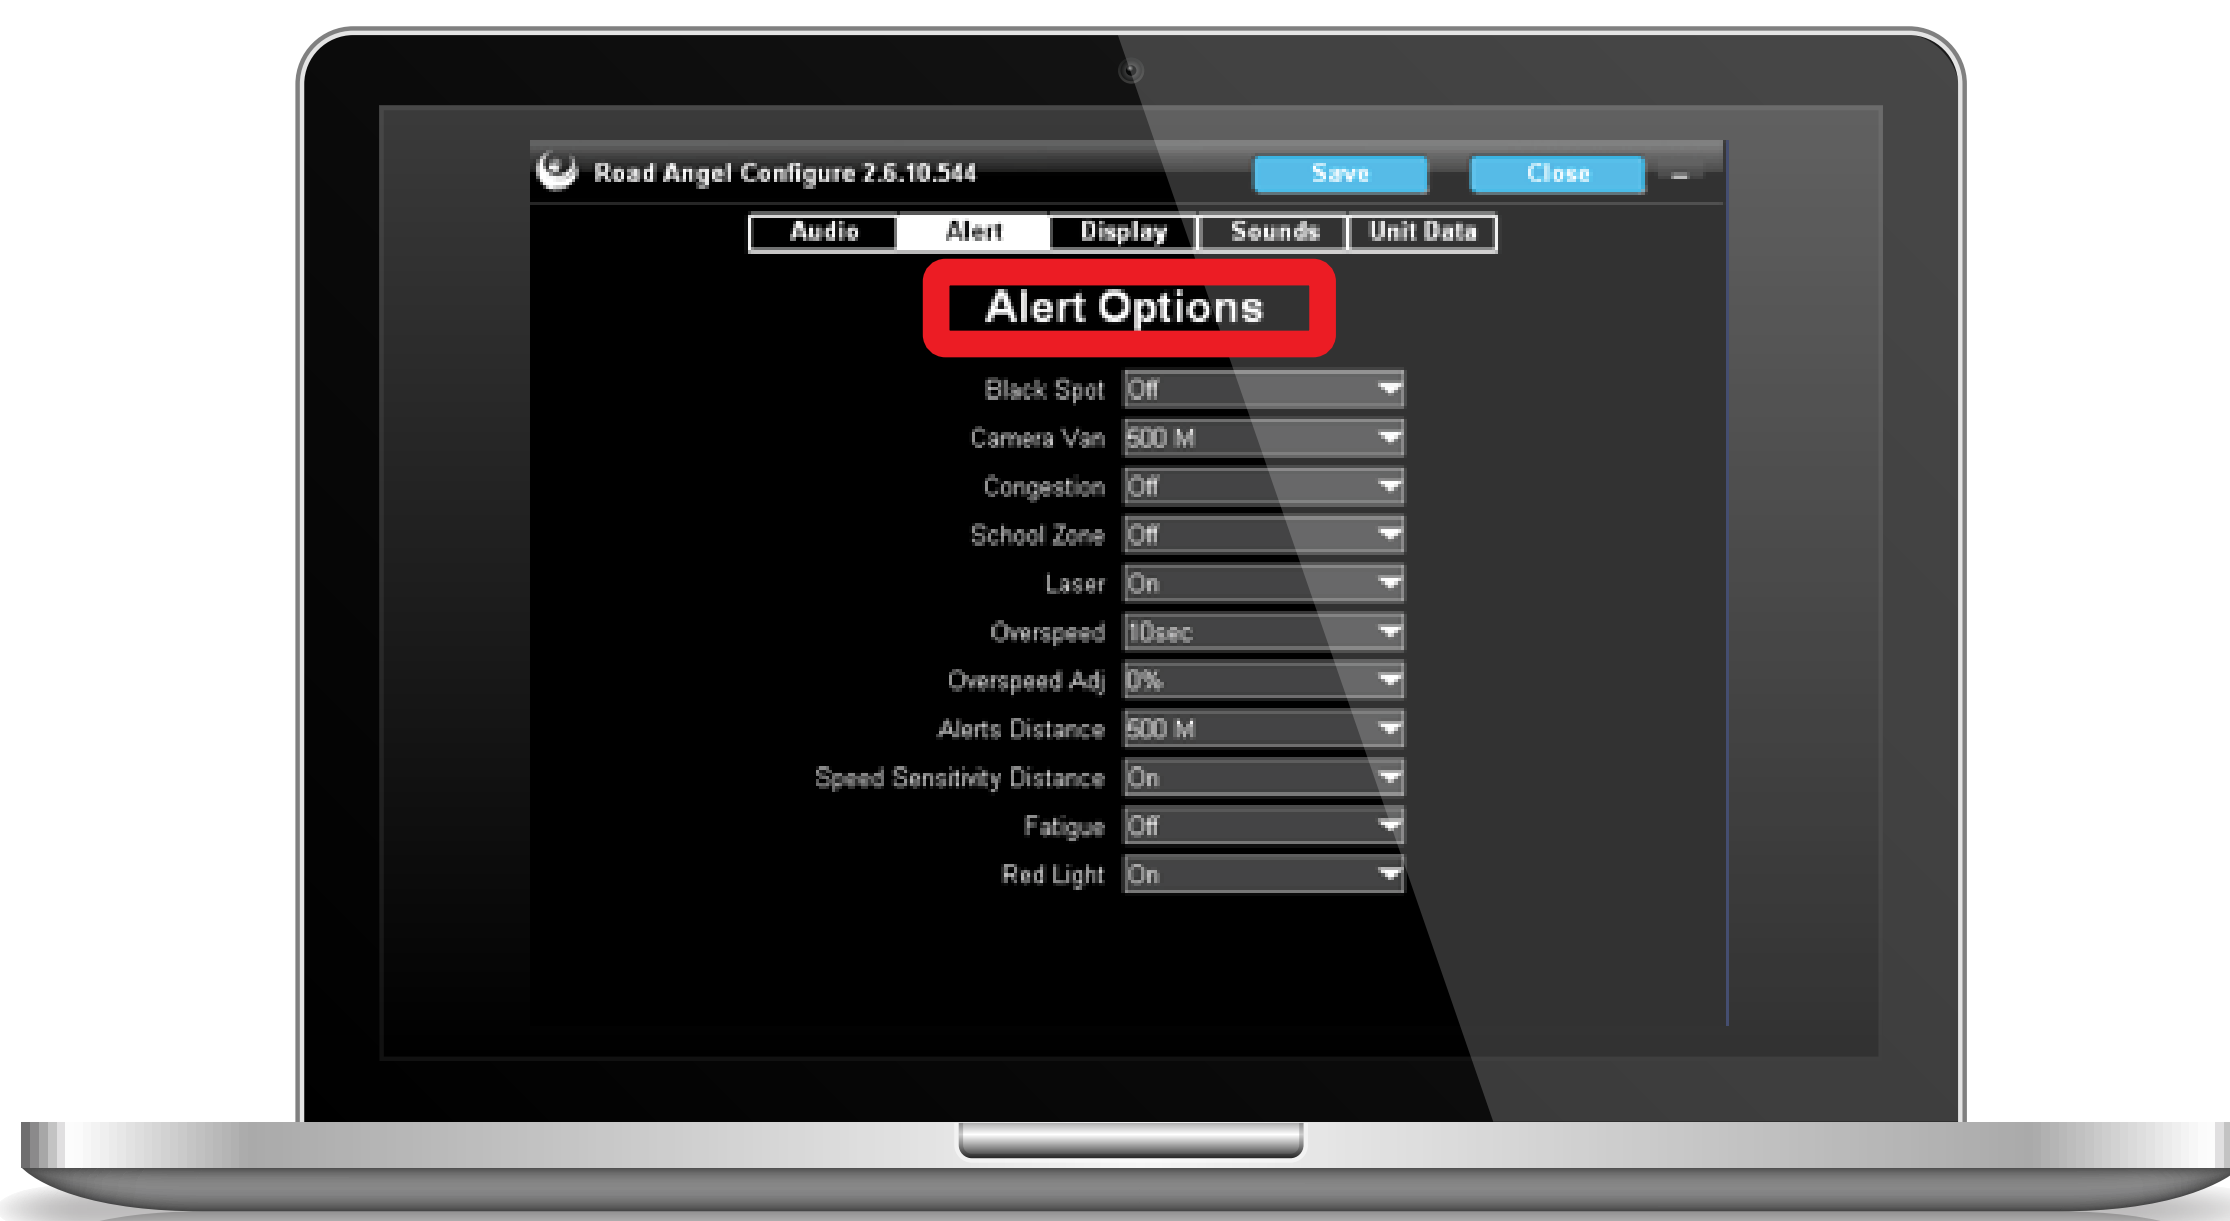 Road Angel Configure 2.6.10.544 Save Close
Audio Alert Display Sounds Unit Data
Alert Options
Black Spot Off
Camera Van 500 M
Congestion Off
School Zone Off
Laser On
Overspeed 10sec
Overspeed Adj 0%
Alerts Distance 500 M
Speed Sensitivity Distance On
Fatigue Off
Red Light On